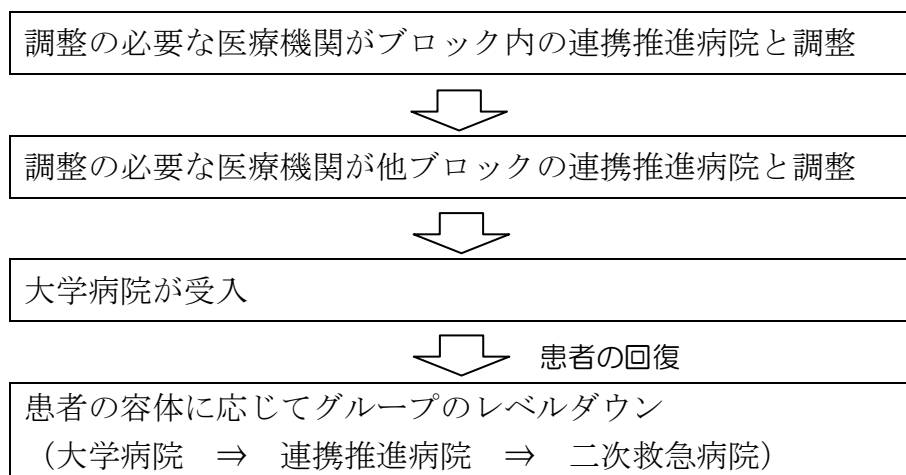 調整の必要な医療機関がブロック内の連携推進病院と調整
調整の必要な医療機関が他ブロックの連携推進病院と調整
大学病院が受入
患者の回復
患者の容体に応じてグループのレベルダウン
（大学病院　⇒　連携推進病院　⇒　二次救急病院）